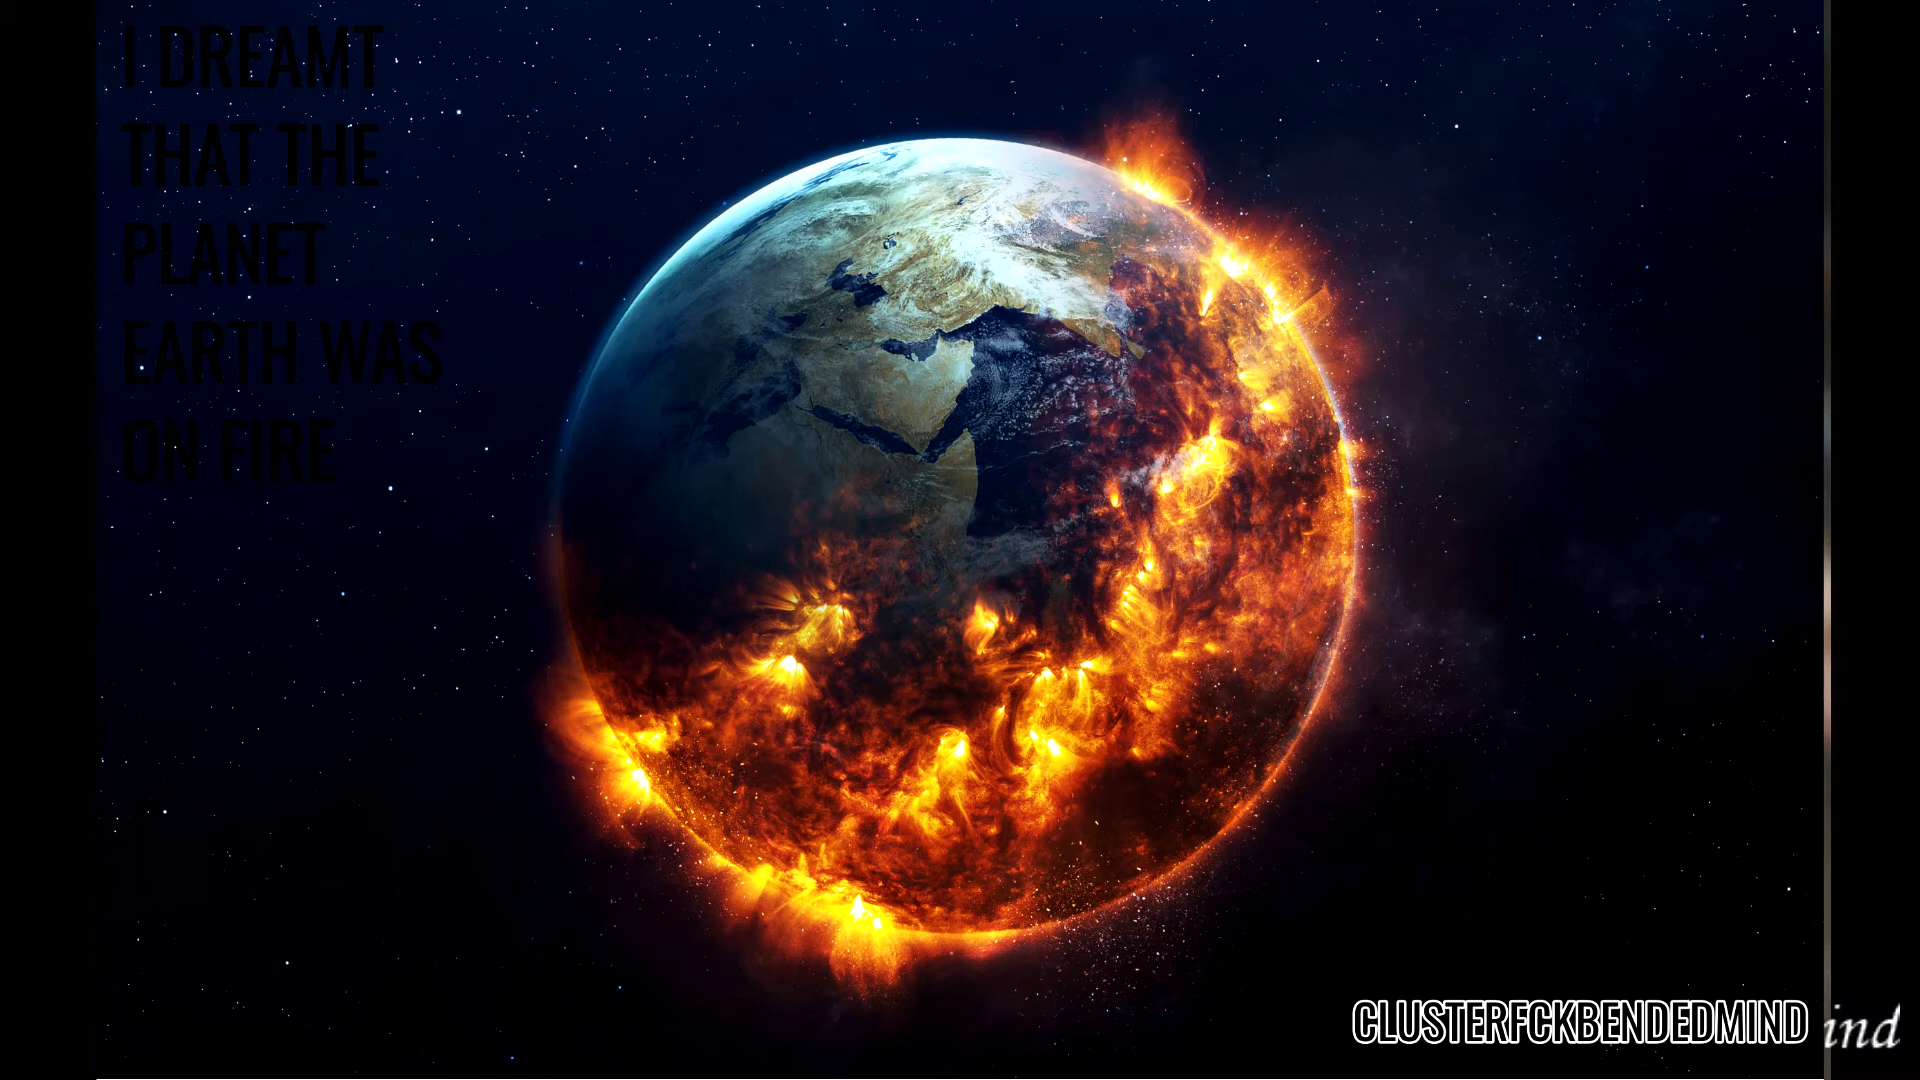 I DREAMT
THAT THE
PLANET
EARTH WAS
ON FIRE
CLUSTERFCKBENDEDMIND
ind